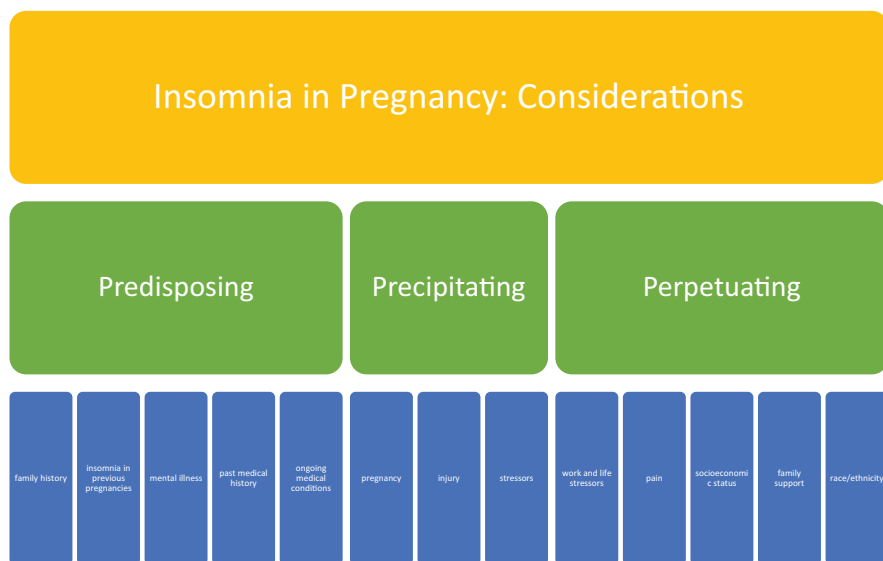 Insomnia in Pregnancy: Considerations
Predisposing
Precipitating
Perpetuating
family history
insomnia in
previous
pregnancies
mental illness
past medical
history
ongoing
medical
conditions
pregnancy
injury
stressors
work and life
stressors
pain
socioeconomi
c status
family
support
race/ethnicity